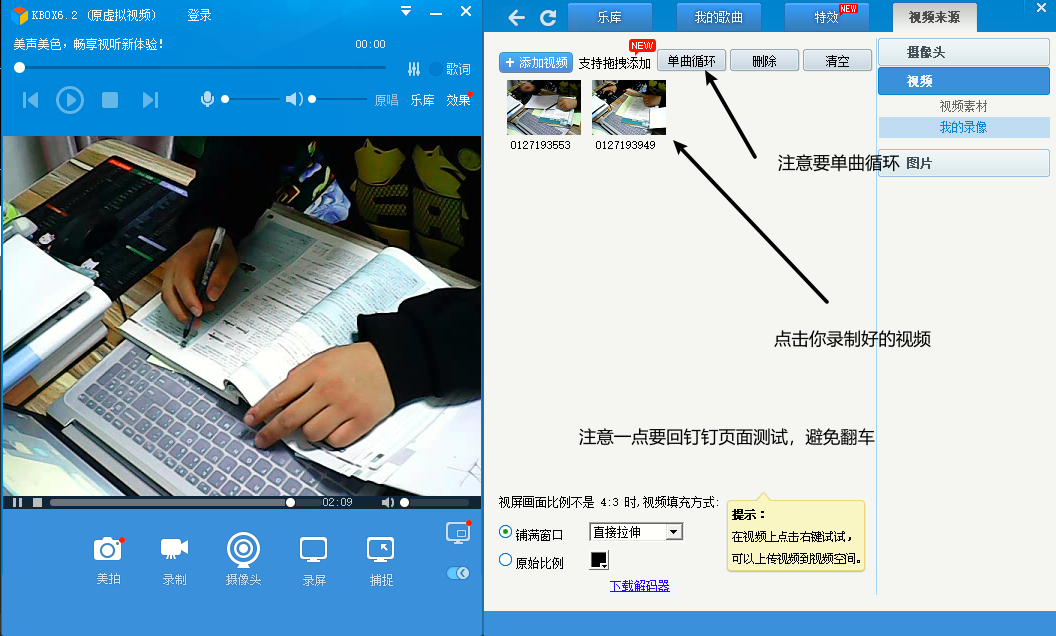 KBOX6.2 (原虚拟视频)
登录
美声美色，畅享视听新体验!
00:00
歌词
原唱
乐库
效果
02:09
美拍
录制
摄像头
录屏
捕捉
乐库
我的歌曲
特效
NEW
视频来源
+ 添加视频
支持拖拽添加
NEW
单曲循环
删除
清空
0127193553
0127193949
摄像头
视频
视频素材
我的录像
图片
注意要单曲循环
点击你录制好的视频
注意一点要回钉钉页面测试，避免翻车
视屏画面比例不是 4:3 时,视频填充方式:
铺满窗口
直接拉伸
原始比例
下载解码器
提示：
在视频上点击右键试试，
可以上传视频到视频空间。